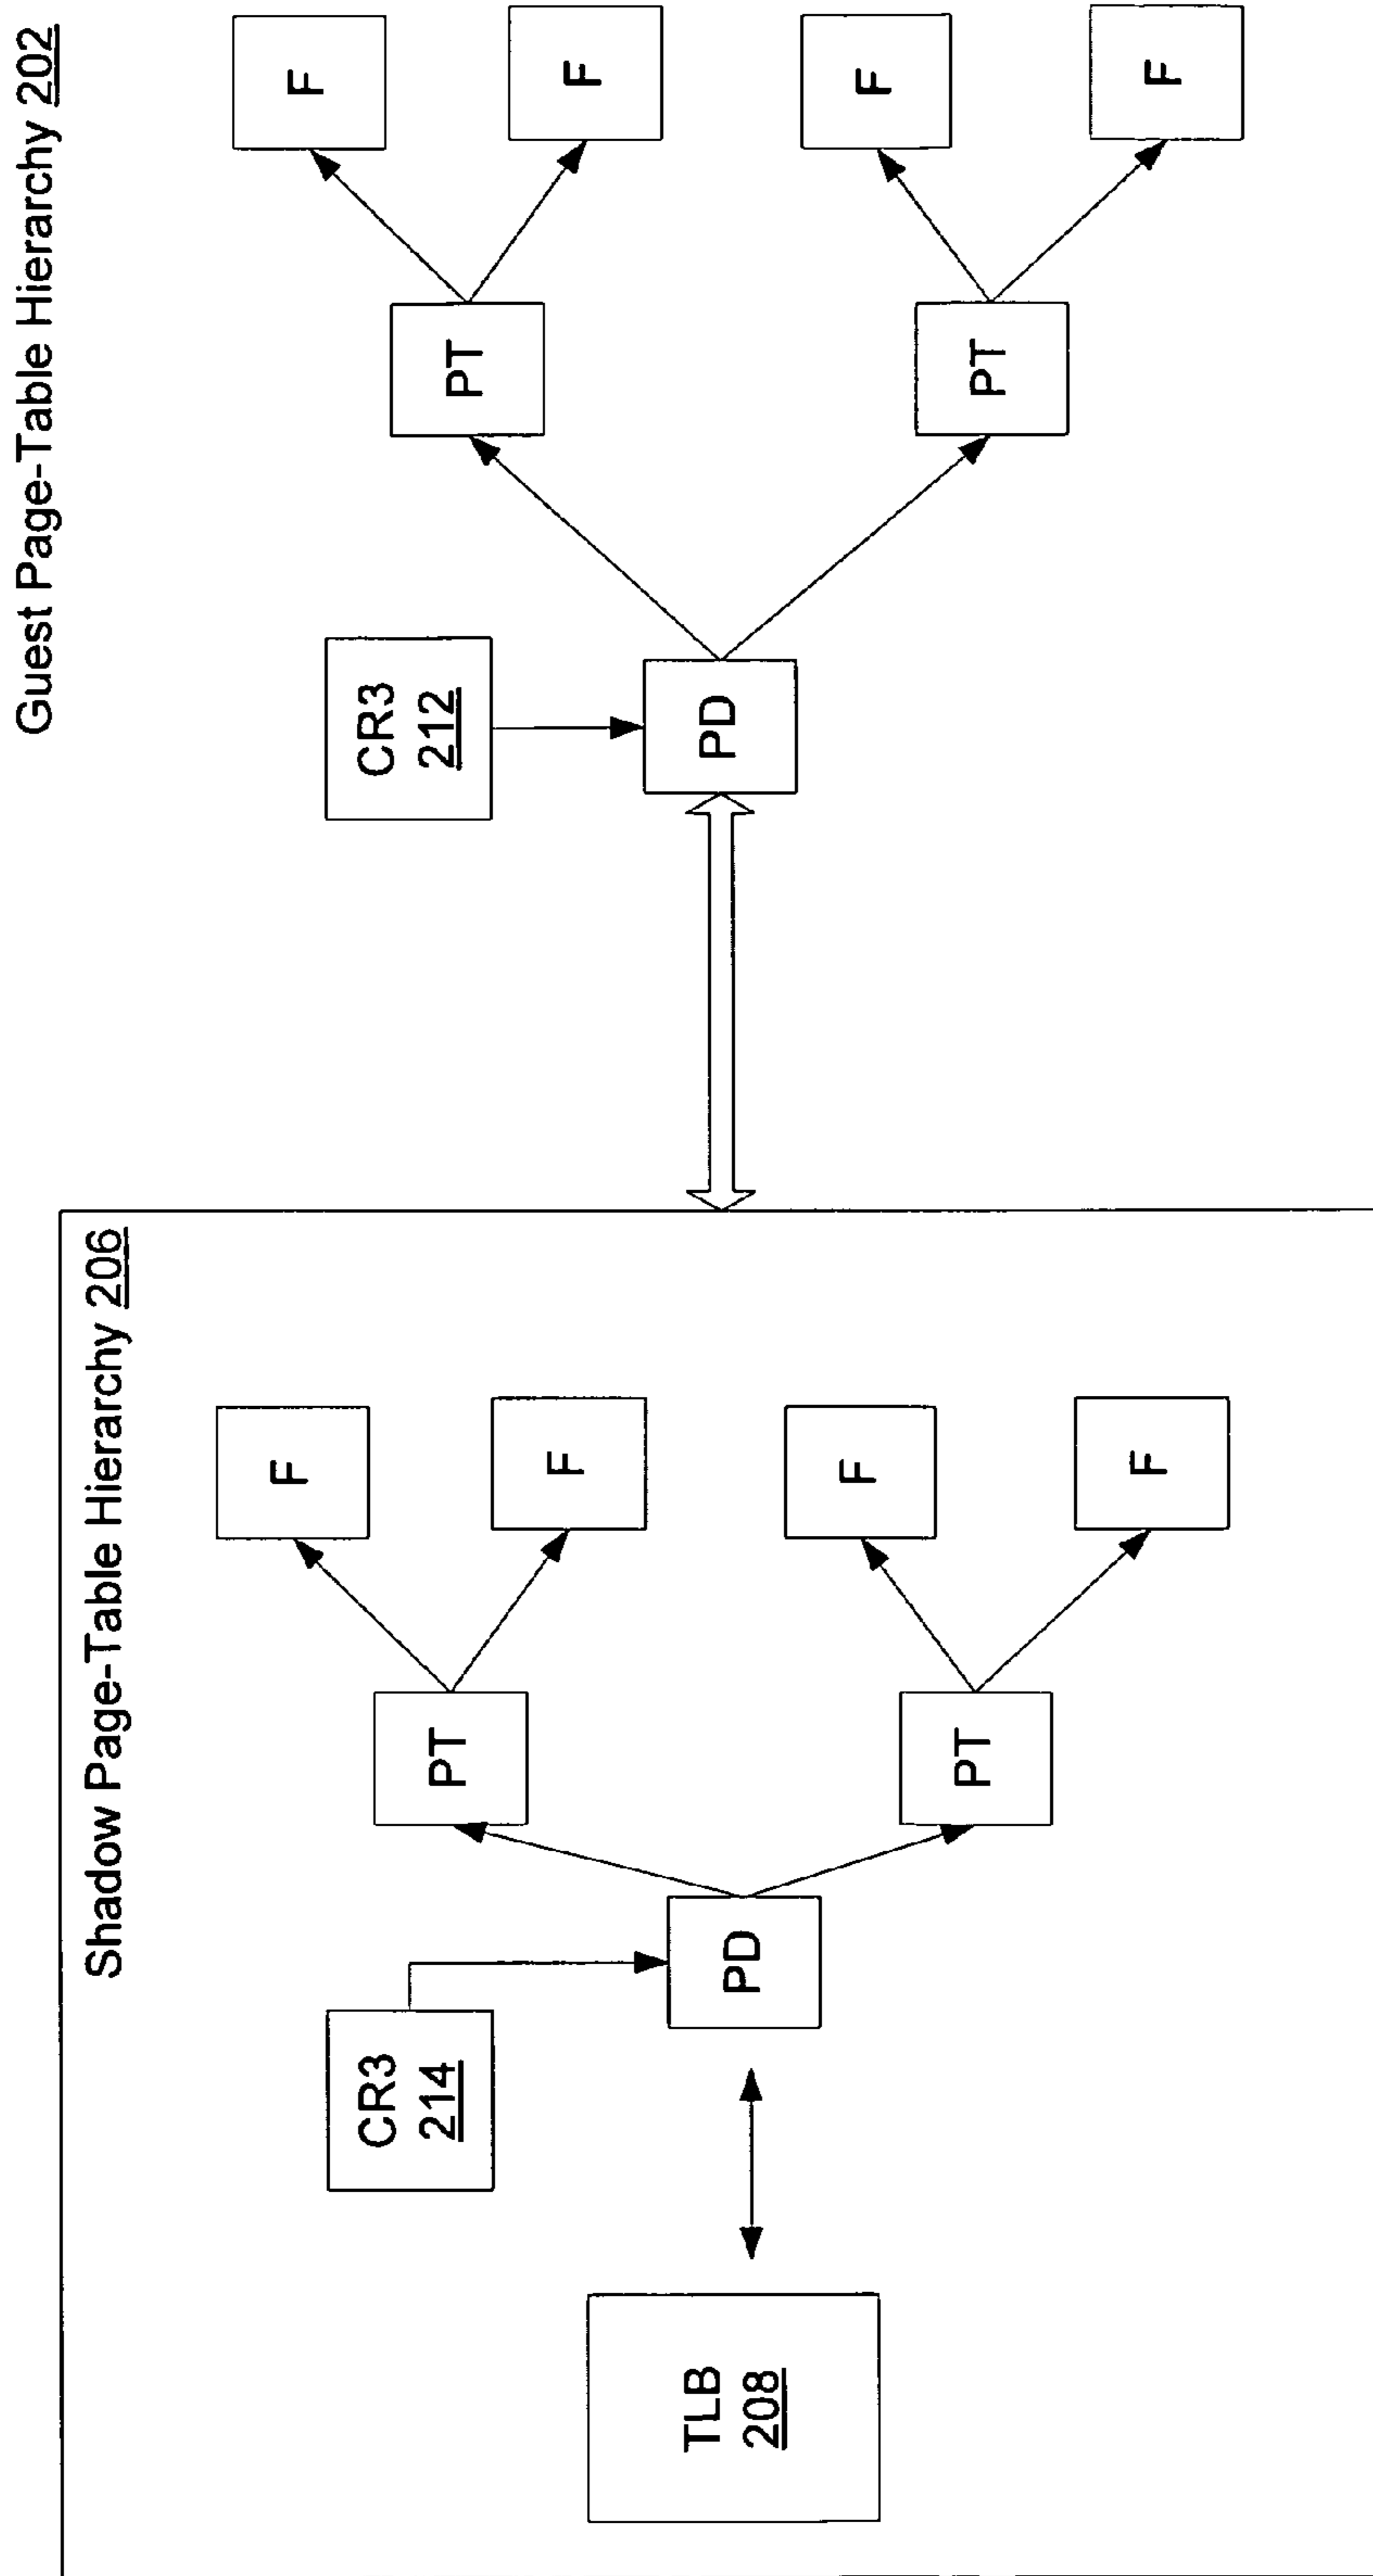 Shadow Page-Table Hierarchy 206
TLB
208
CR3
214
PD
PT
PT
F
F
F
F
Guest Page-Table Hierarchy 202
CR3
212
PD
PT
PT
F
F
F
F